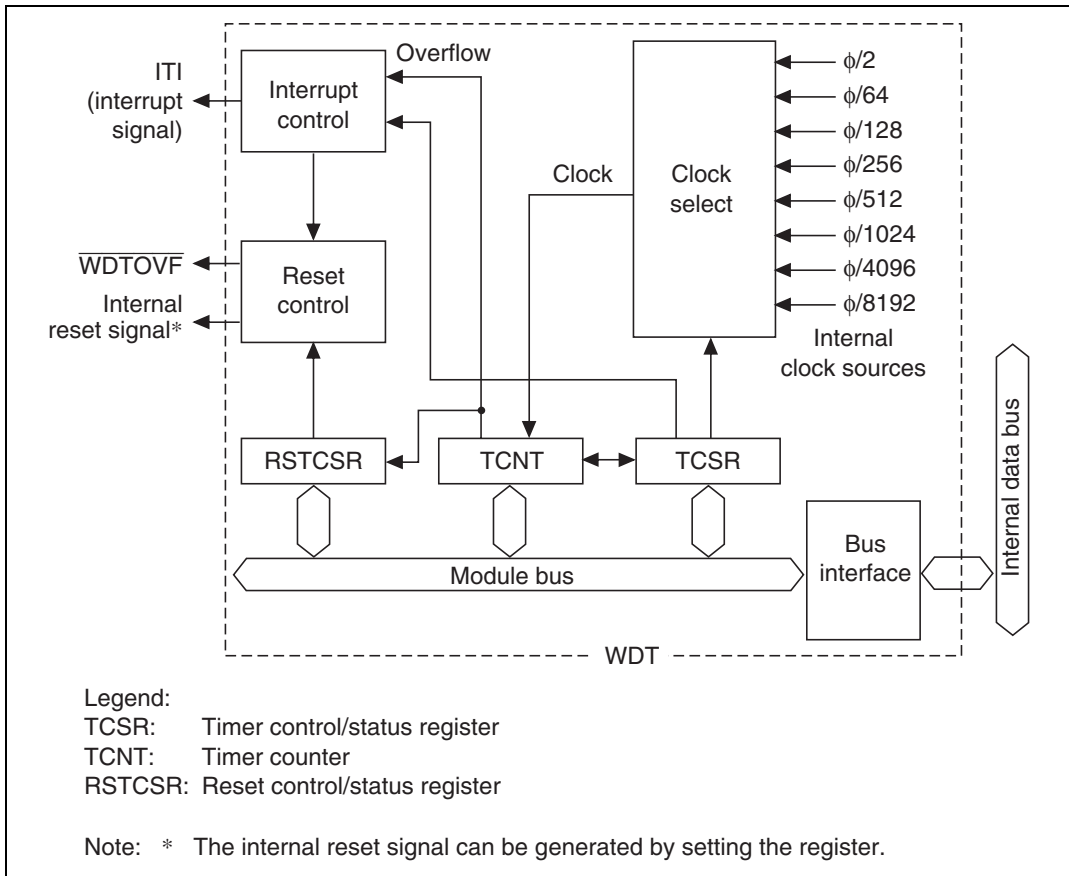 Overflow
ITI
(interrupt
signal)
Interrupt
control
WDTOVF
Internal
reset signal*
Reset
control
Clock
Clock
select
ϕ/2
ϕ/64
ϕ/128
ϕ/256
ϕ/512
ϕ/1024
ϕ/4096
ϕ/8192
Internal
clock sources
RSTCSR
TCNT
TCSR
Module bus
Bus
interface
Internal data bus
WDT
Legend:
TCSR: Timer control/status register
TCNT: Timer counter
RSTCSR: Reset control/status register
Note: * The internal reset signal can be generated by setting the register.